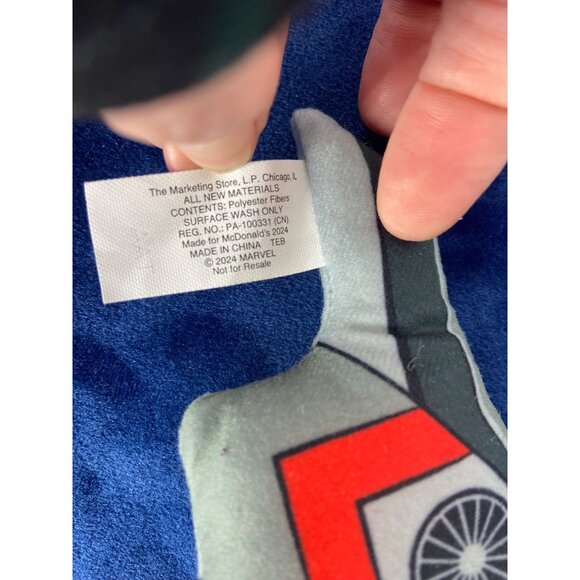 The Marketing Store, L.P. Chicago, IL
ALL NEW MATERIALS
CONTENTS: Polyester Fibers
SURFACE WASH ONLY
REG. NO.: PA-100331 (CN)
Made for McDonald's 2024
MADE IN CHINA TEB
© 2024 MARVEL
Not for Resale